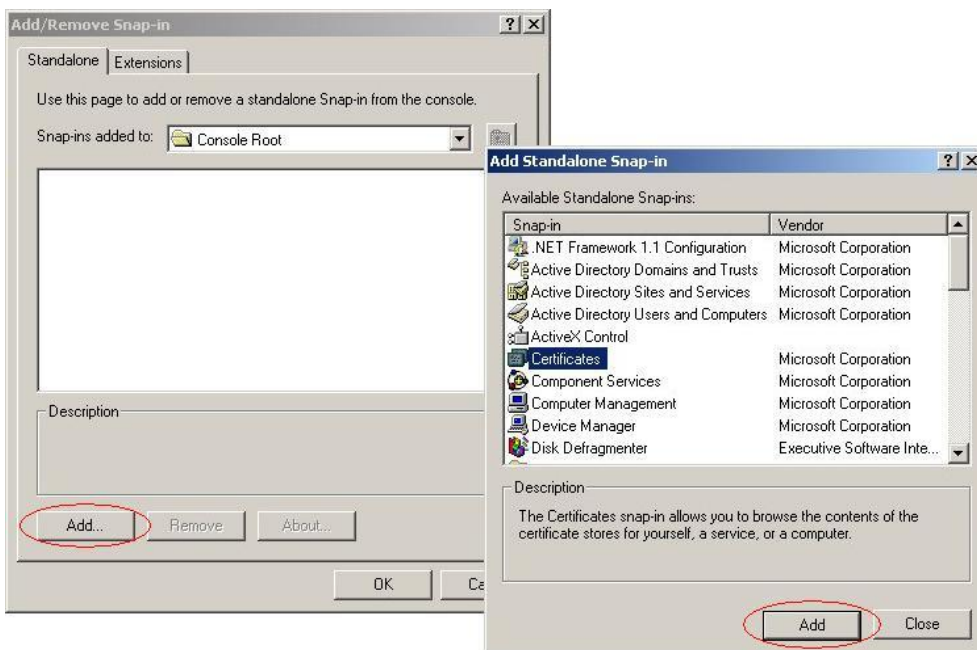 Add/Remove Snap-in
Standalone
Extensions
Use this page to add or remove a standalone Snap-in from the console.
Snap-ins added to:
Console Root
Description
Add...
Remove
About...
OK
Add Standalone Snap-in
Available Standalone Snap-ins:
Snap-in Vendor
.NET Framework 1.1 Configuration Microsoft Corporation
Active Directory Domains and Trusts Microsoft Corporation
Active Directory Sites and Services Microsoft Corporation
Active Directory Users and Computers Microsoft Corporation
ActiveX Control
Certificates Microsoft Corporation
Component Services Microsoft Corporation
Computer Management Microsoft Corporation
Device Manager Microsoft Corporation
Disk Defragmenter Executive Software Inte...
Description
The Certificates snap-in allows you to browse the contents of the
certificate stores for yourself, a service, or a computer.
Add
Close